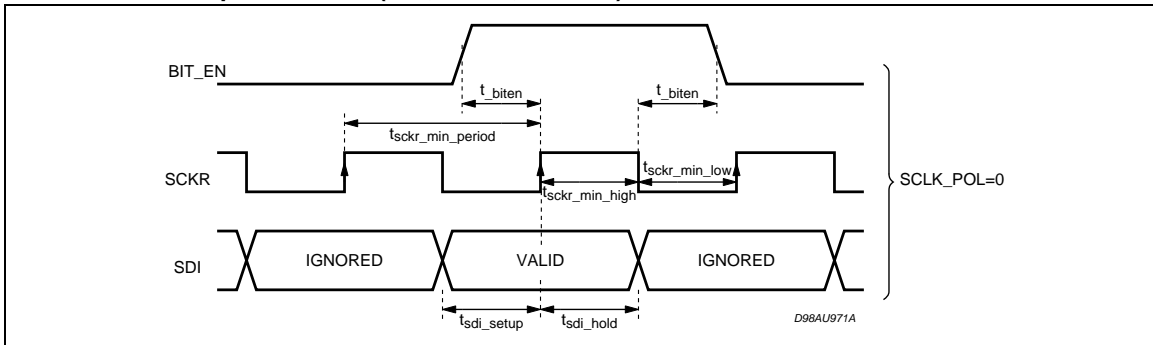 BIT_EN
t_biten
t_biten
tsckr_min_period
SCKR
tsckr_min_low
tsckr_min_high
SCLK_POL=0
SDI
IGNORED
VALID
IGNORED
tsdi_setup
tsdi_hold
D98AU971A